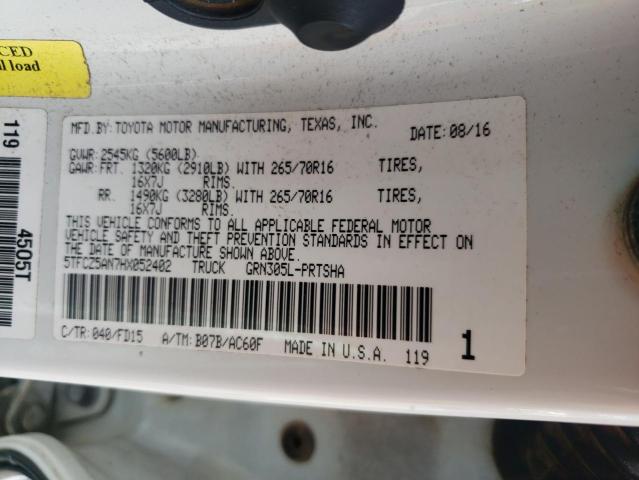 CED
l load
119
4505T
MFD.BY: TOYOTA MOTOR MANUFACTURING, TEXAS, INC. DATE: 08/16
GVWR: 2545KG (5600LB)
GAWR: FRT. 1320KG (2910LB) WITH 265/70R16 TIRES,
16X7J RIMS.
RR. 1490KG (3280LB) WITH 265/70R16 TIRES,
16X7J RIMS.
THIS VEHICLE CONFORMS TO ALL APPLICABLE FEDERAL MOTOR
VEHICLE SAFETY AND THEFT PREVENTION STANDARDS IN EFFECT ON
THE DATE OF MANUFACTURE SHOWN ABOVE.
5TFCZ5AN7HX052402 TRUCK GRN305L-PRTSHA
C/TR: 040/FD15 A/TM: B07B/AC60F MADE IN U.S.A. 119 1